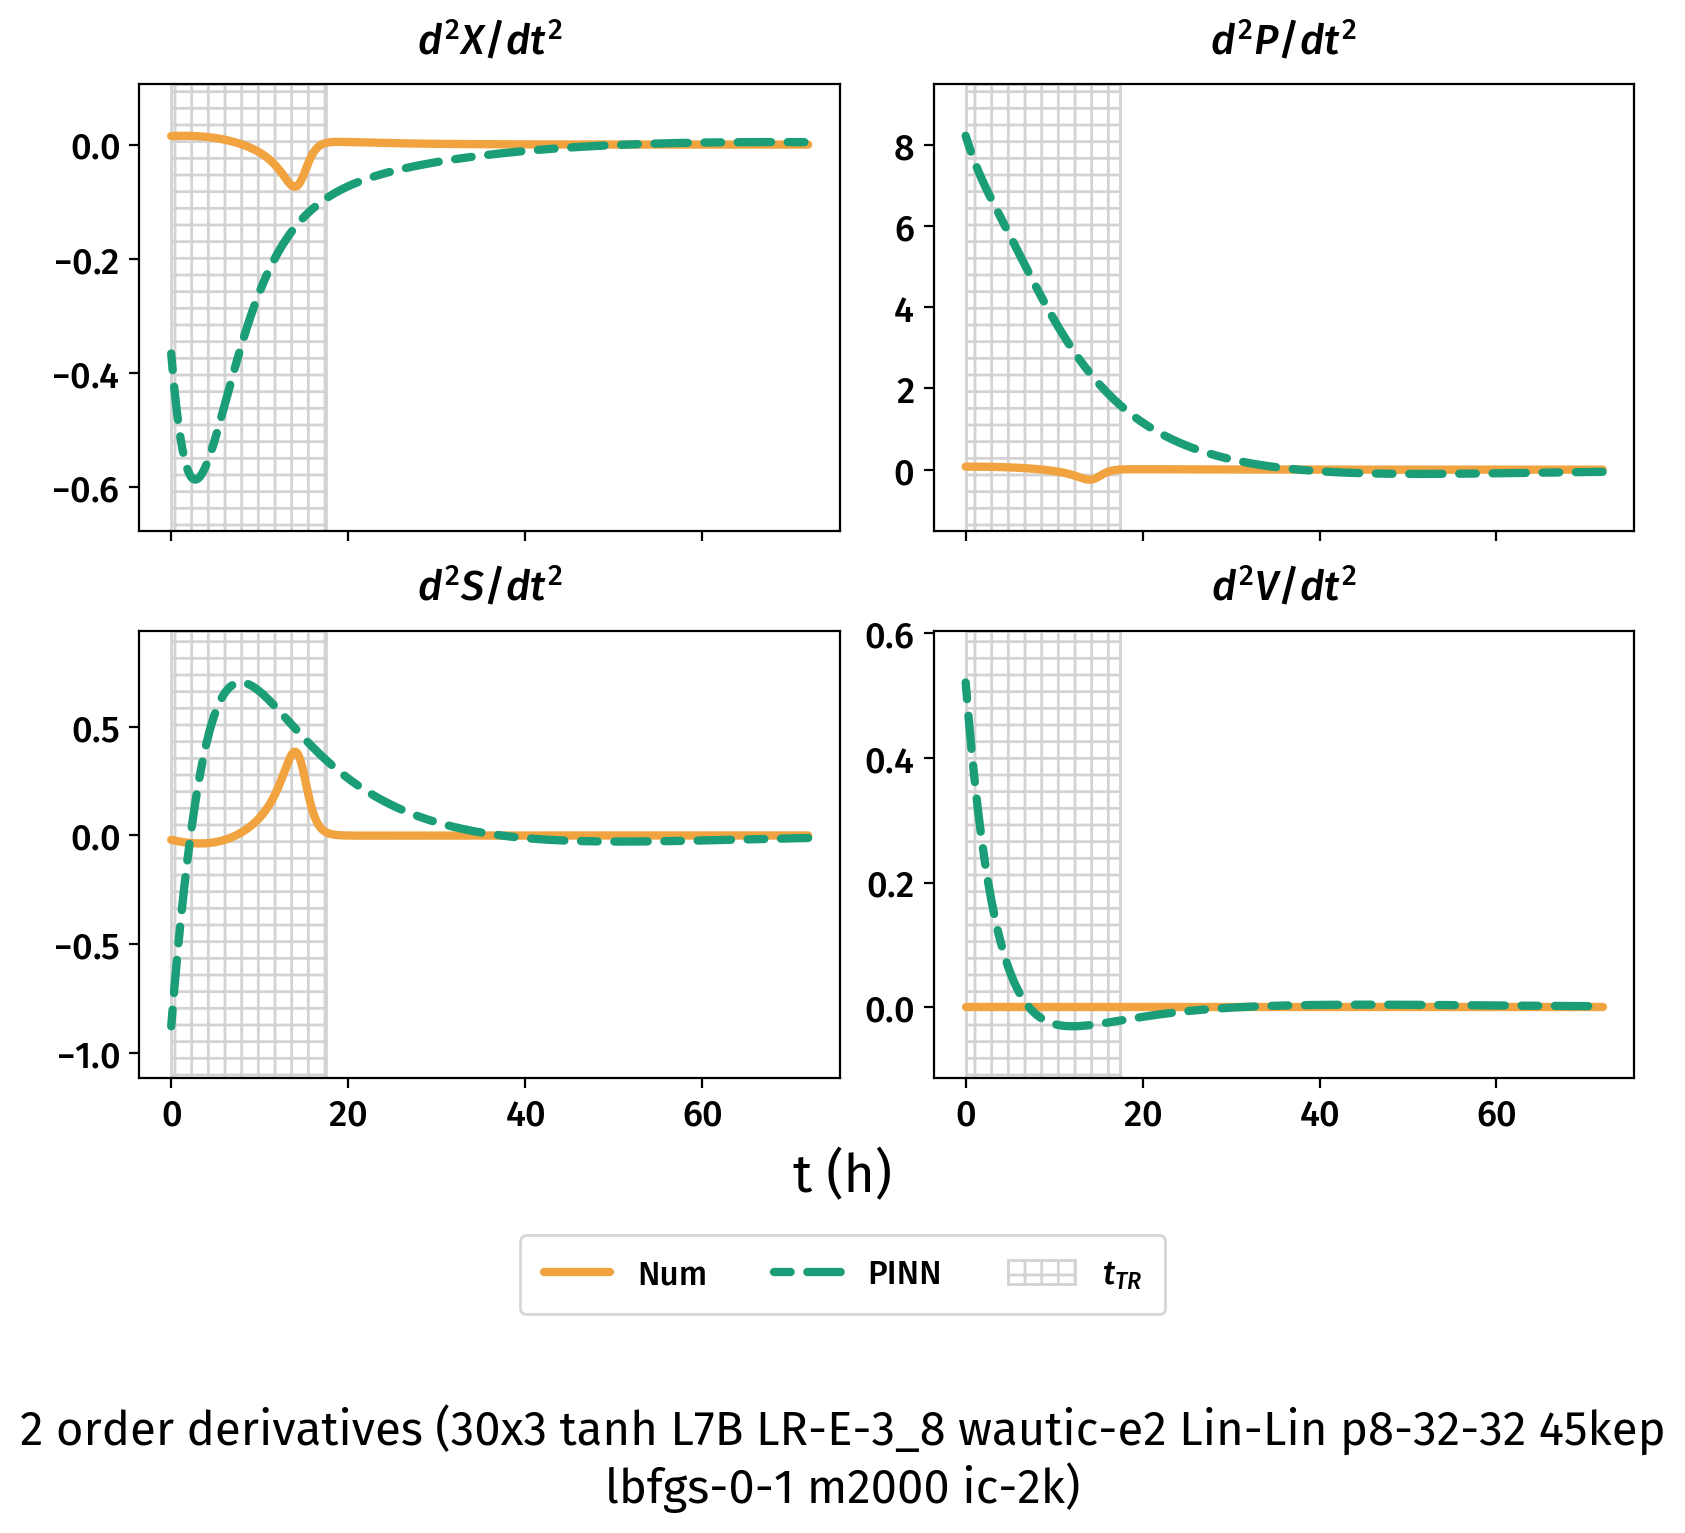 d²X/dt²
d²P/dt²
0.0
−0.2
−0.4
−0.6
8
6
4
2
0
d²S/dt²
d²V/dt²
0.5
0.0
−0.5
−1.0
0.6
0.4
0.2
0.0
0 20 40 60
0 20 40 60
t (h)
Num PINN t_TR
2 order derivatives (30x3 tanh L7B LR-E-3_8 wautic-e2 Lin-Lin p8-32-32 45kep
lbfgs-0-1 m2000 ic-2k)